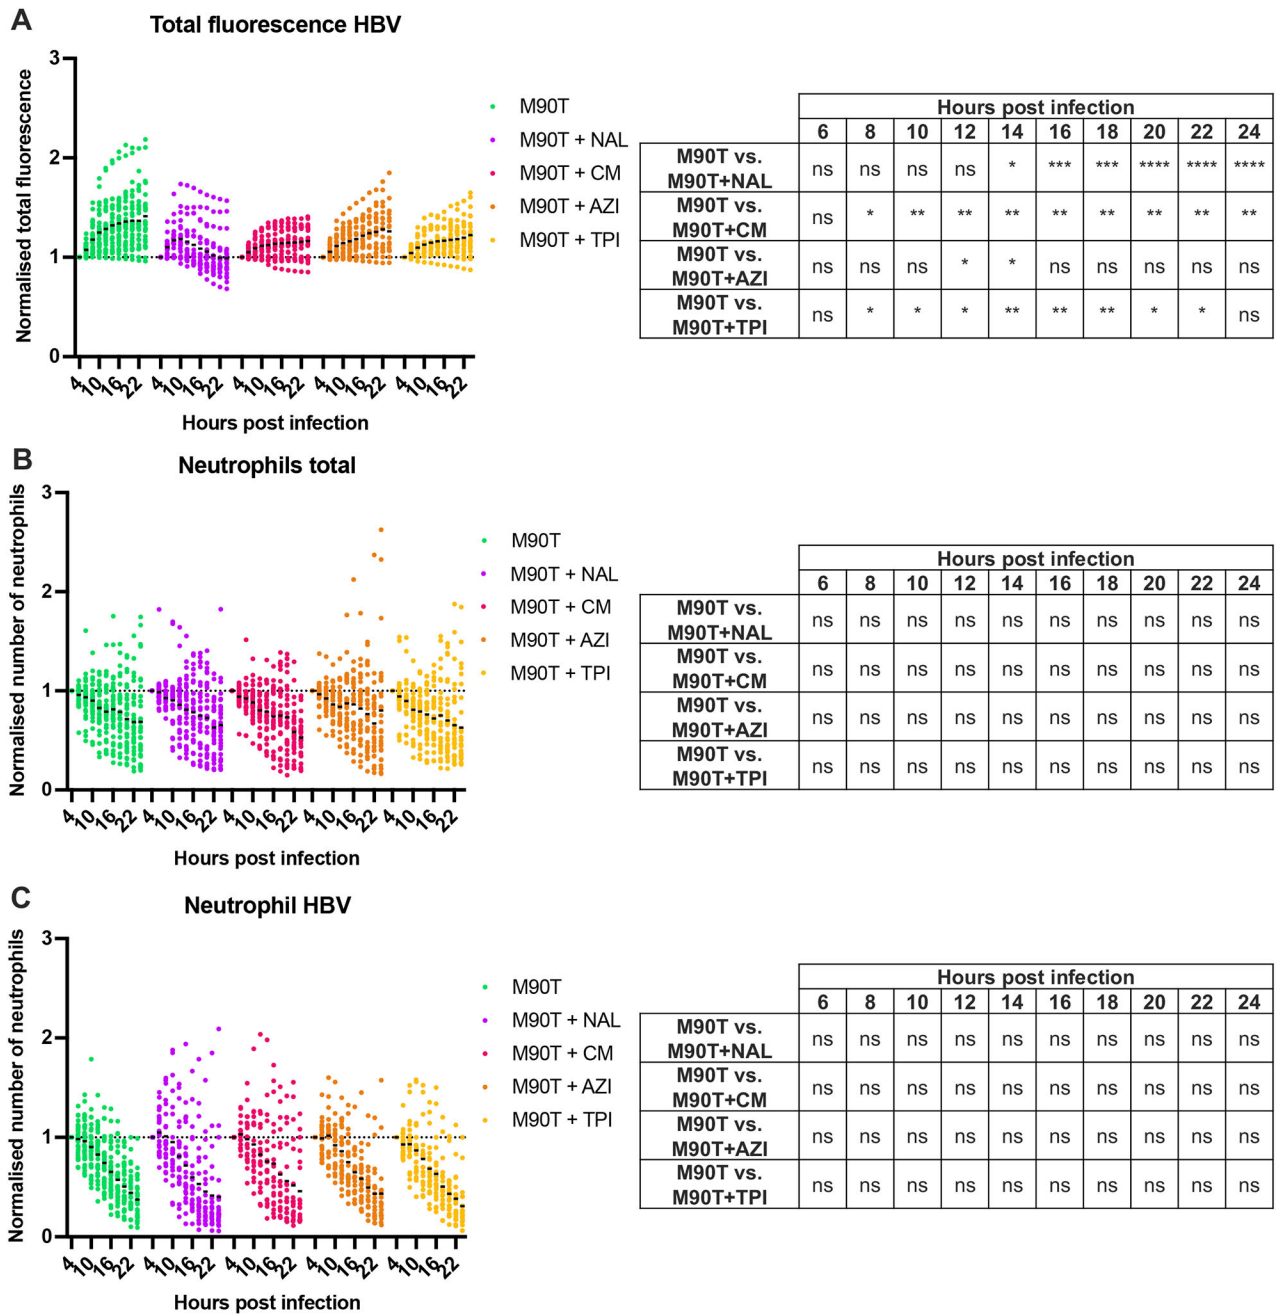 A
Total fluorescence HBV
Normalised total fluorescence
3
2
1
0
4 10 16 22 4 10 16 22 4 10 16 22 4 10 16 22 4 10 16 22
Hours post infection
M90T
M90T + NAL
M90T + CM
M90T + AZI
M90T + TPI
Hours post infection
6 8 10 12 14 16 18 20 22 24
M90T vs.
M90T+NAL
ns ns ns ns * *** *** **** **** ****
M90T vs.
M90T+CM
ns * ** ** ** ** ** ** ** **
M90T vs.
M90T+AZI
ns ns ns * * ns ns ns ns ns
M90T vs.
M90T+TPI
ns * * * ** ** ** * * ns
B
Neutrophils total
Normalised number of neutrophils
3
2
1
0
4 10 16 22 4 10 16 22 4 10 16 22 4 10 16 22 4 10 16 22
Hours post infection
M90T
M90T + NAL
M90T + CM
M90T + AZI
M90T + TPI
Hours post infection
6 8 10 12 14 16 18 20 22 24
M90T vs.
M90T+NAL
ns ns ns ns ns ns ns ns ns ns
M90T vs.
M90T+CM
ns ns ns ns ns ns ns ns ns ns
M90T vs.
M90T+AZI
ns ns ns ns ns ns ns ns ns ns
M90T vs.
M90T+TPI
ns ns ns ns ns ns ns ns ns ns
C
Neutrophil HBV
Normalised number of neutrophils
3
2
1
0
4 10 16 22 4 10 16 22 4 10 16 22 4 10 16 22 4 10 16 22
Hours post infection
M90T
M90T + NAL
M90T + CM
M90T + AZI
M90T + TPI
Hours post infection
6 8 10 12 14 16 18 20 22 24
M90T vs.
M90T+NAL
ns ns ns ns ns ns ns ns ns ns
M90T vs.
M90T+CM
ns ns ns ns ns ns ns ns ns ns
M90T vs.
M90T+AZI
ns ns ns ns ns ns ns ns ns ns
M90T vs.
M90T+TPI
ns ns ns ns ns ns ns ns ns ns